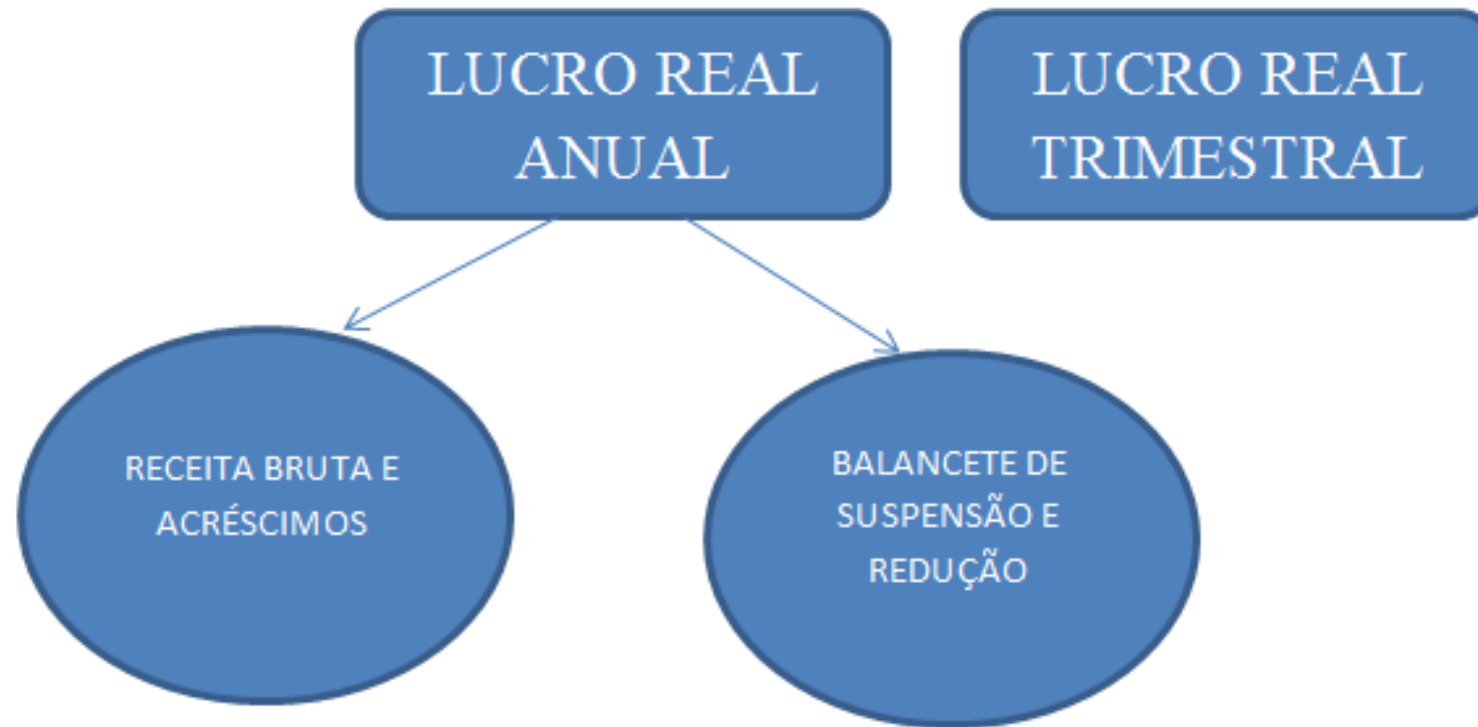 LUCRO REAL
ANUAL
LUCRO REAL
TRIMESTRAL
RECEITA BRUTA E
ACRÉSCIMOS
BALANCETE DE
SUSPENSÃO E
REDUÇÃO